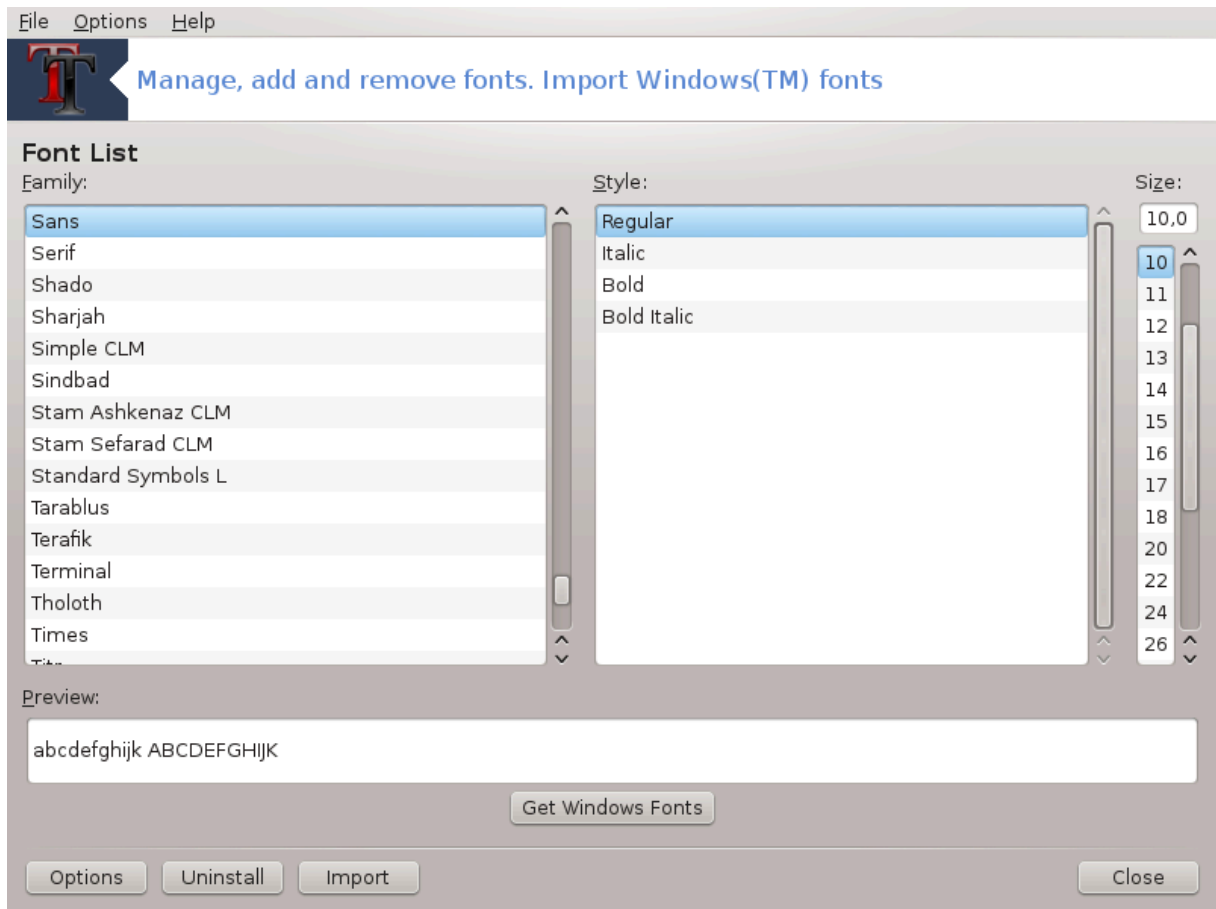 File Options Help
Manage, add and remove fonts. Import Windows(TM) fonts
Font List
Family:
Sans
Serif
Shado
Sharjah
Simple CLM
Sindbad
Stam Ashkenaz CLM
Stam Sefarad CLM
Standard Symbols L
Tarablus
Terafik
Terminal
Tholoth
Times
Style:
Regular
Italic
Bold
Bold Italic
Size:
10,0
10
11
12
13
14
15
16
17
18
20
22
24
26
Preview:
abcdefghijk ABCDEFGHIJK
Get Windows Fonts
Options Uninstall Import Close